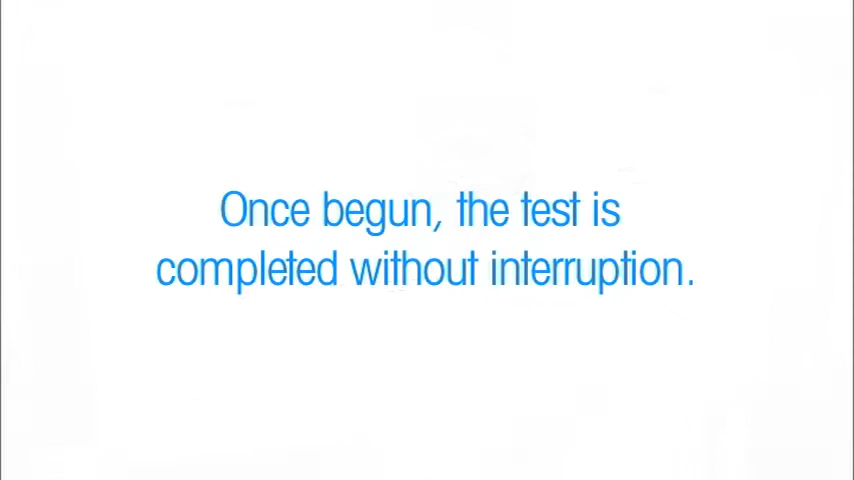 Once begun, the test is
completed without interruption.